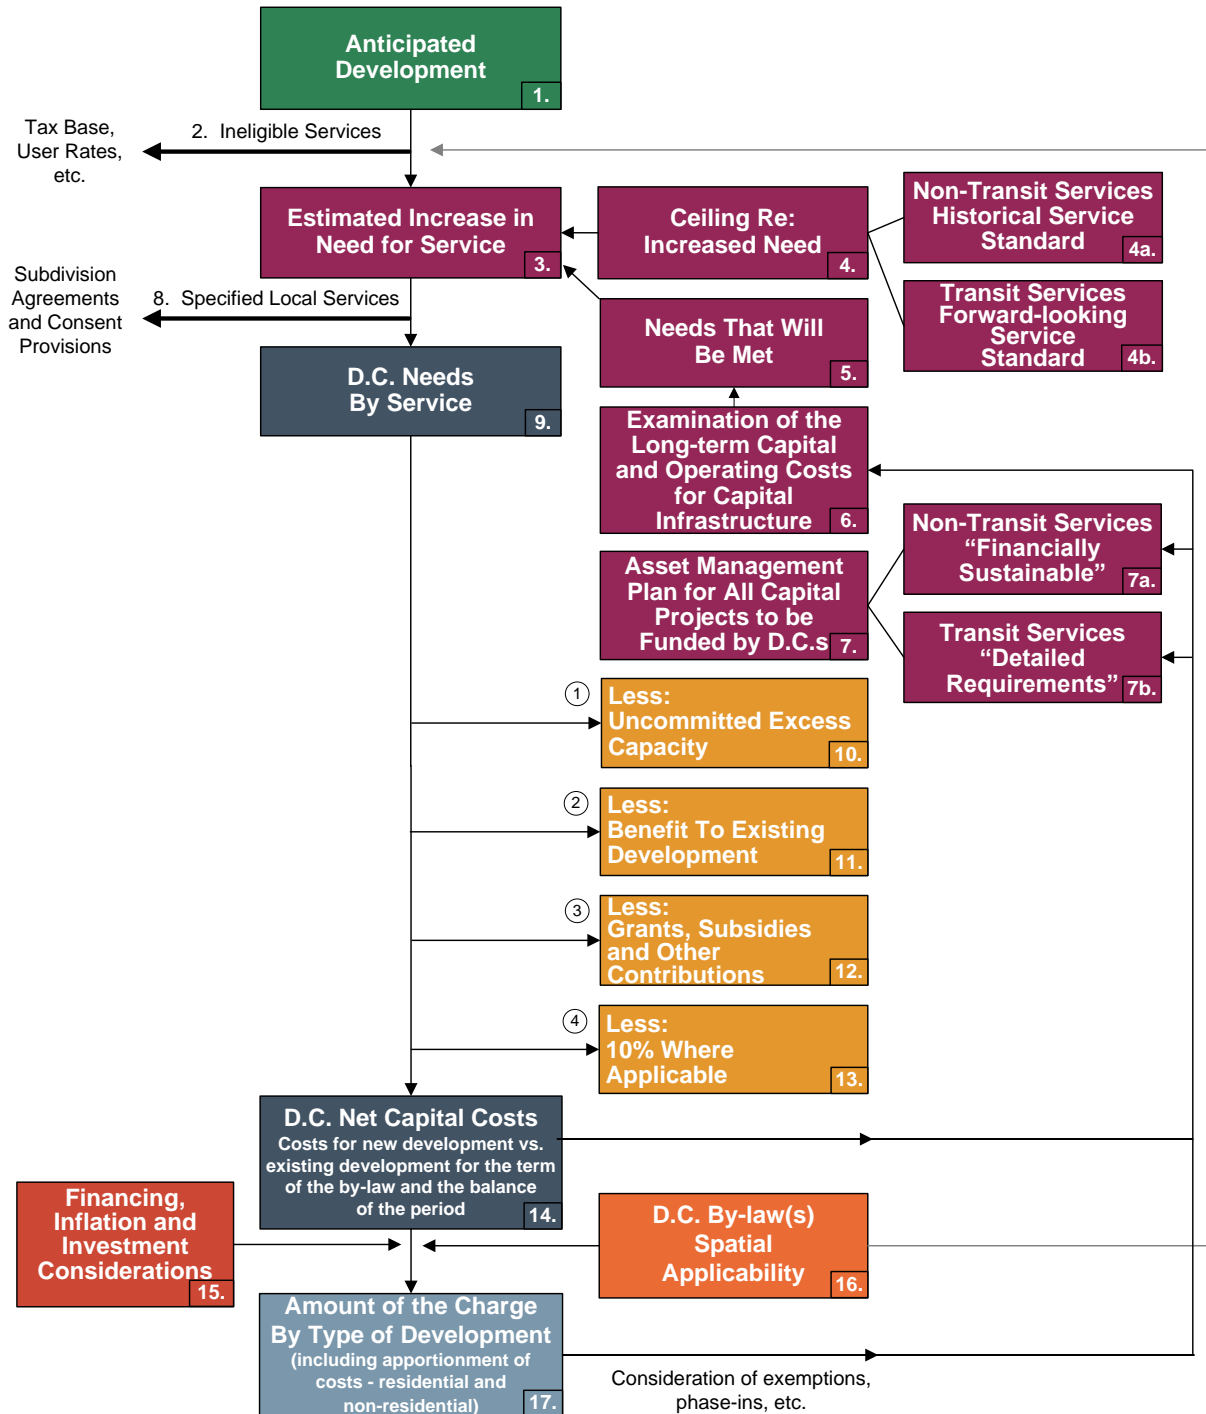 Anticipated
Development
1.
Tax Base,
User Rates,
etc.
2. Ineligible Services
Estimated Increase in
Need for Service
3.
Ceiling Re:
Increased Need
4.
Non-Transit Services
Historical Service
Standard
4a.
Transit Services
Forward-looking
Service
Standard
4b.
Subdivision
Agreements
and Consent
Provisions
8. Specified Local Services
Needs That Will
Be Met
5.
D.C. Needs
By Service
9.
Examination of the
Long-term Capital
and Operating Costs
for Capital
Infrastructure
6.
Non-Transit Services
“Financially
Sustainable”
7a.
Asset Management
Plan for All Capital
Projects to be
Funded by D.C.s
7.
Transit Services
“Detailed
Requirements”
7b.
1
Less:
Uncommitted Excess
Capacity
10.
2
Less:
Benefit To Existing
Development
11.
3
Less:
Grants, Subsidies
and Other
Contributions
12.
4
Less:
10% Where
Applicable
13.
D.C. Net Capital Costs
Costs for new development vs.
existing development for the term
of the by-law and the balance
of the period
14.
Financing,
Inflation and
Investment
Considerations
15.
D.C. By-law(s)
Spatial
Applicability
16.
Amount of the Charge
By Type of Development
(including apportionment of
costs - residential and
non-residential)
17.
Consideration of exemptions,
phase-ins, etc.